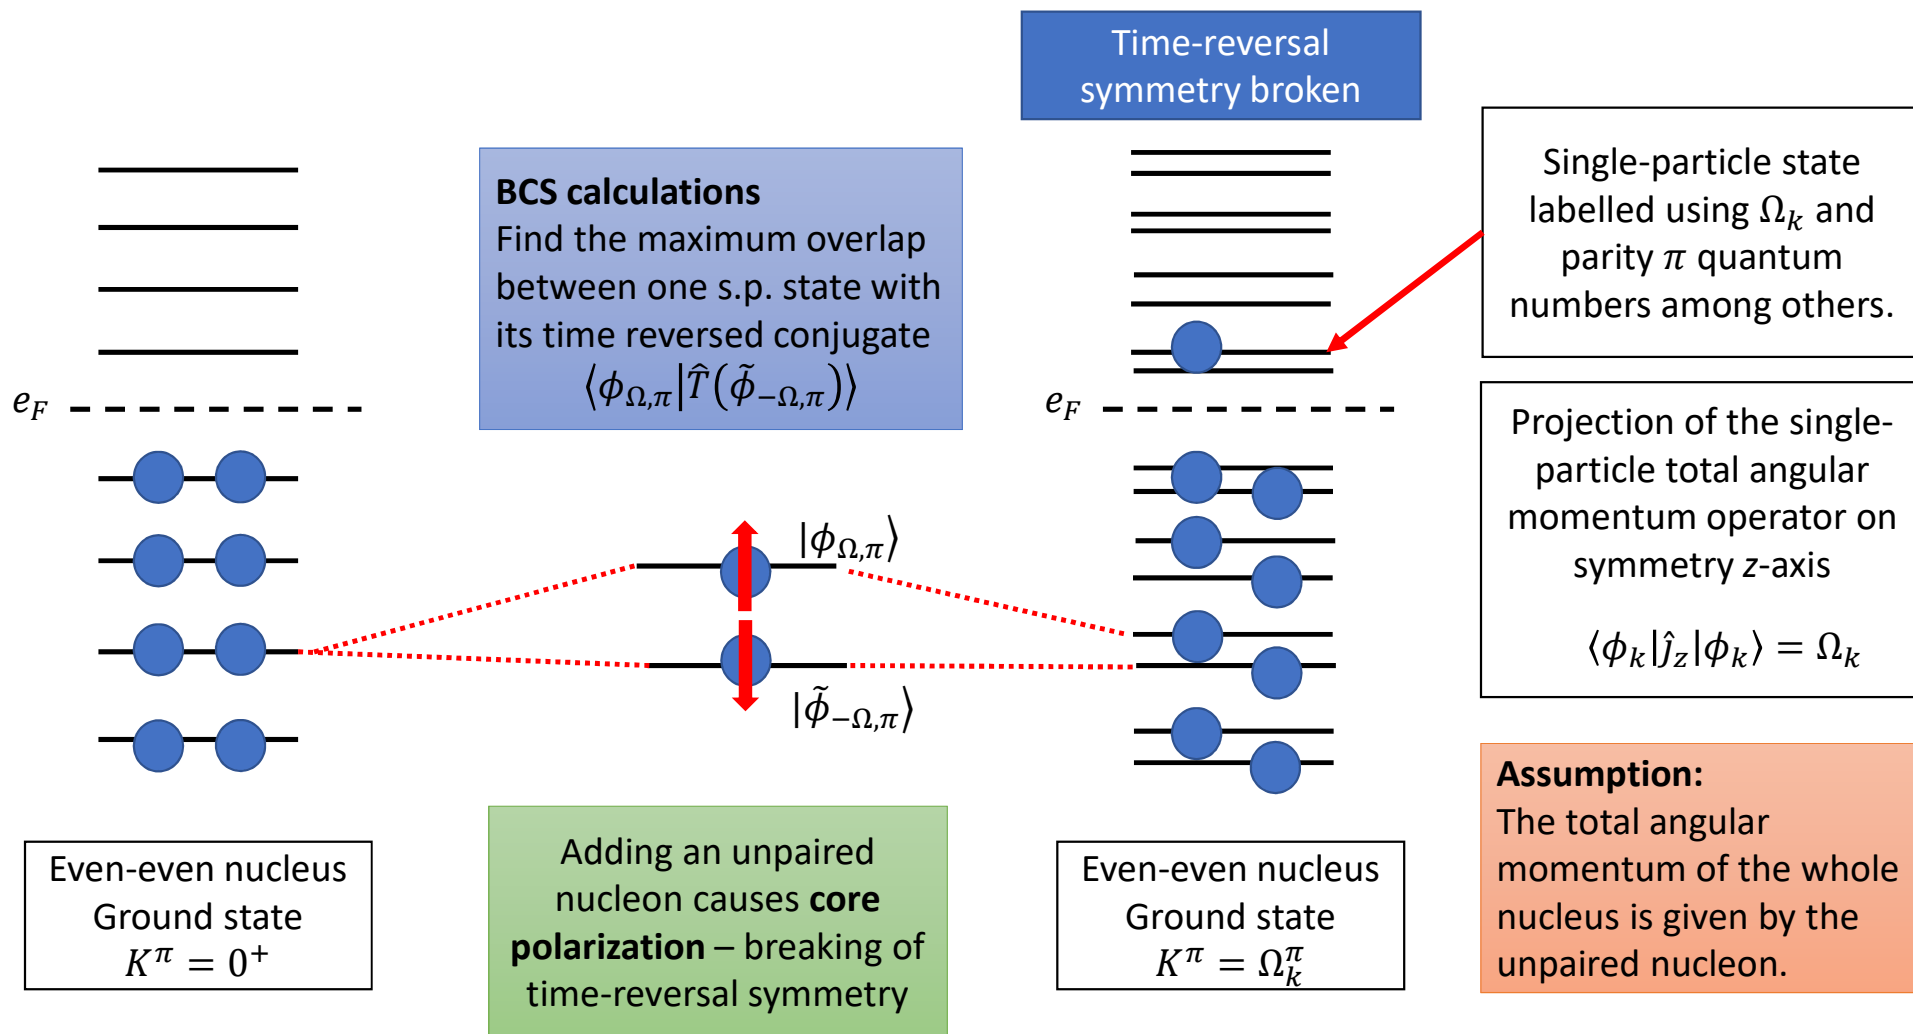 Time-reversal
symmetry broken
BCS calculations
Find the maximum overlap
between one s.p. state with
its time reversed conjugate
⟨ϕ_{Ω,π}|T̂(ϕ̃_{−Ω,π})⟩
Single-particle state
labelled using Ω_k and
parity π quantum
numbers among others.
e_F
e_F
Projection of the single-
particle total angular
momentum operator on
symmetry z-axis
⟨ϕ_k|ĵ_z|ϕ_k⟩ = Ω_k
|ϕ_{Ω,π}⟩
|ϕ̃_{−Ω,π}⟩
Even-even nucleus
Ground state
K^π = 0^+
Adding an unpaired
nucleon causes core
polarization – breaking of
time-reversal symmetry
Even-even nucleus
Ground state
K^π = Ω_k^π
Assumption:
The total angular
momentum of the whole
nucleus is given by the
unpaired nucleon.